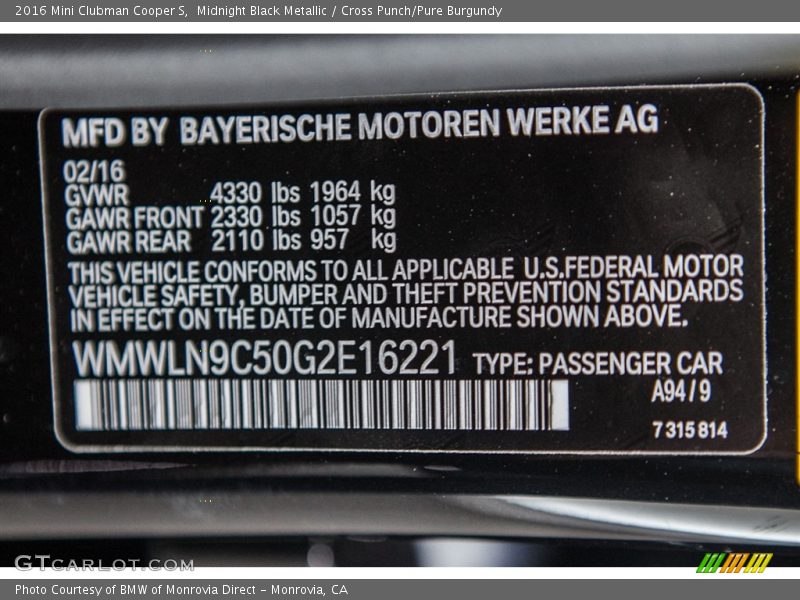 2016 Mini Clubman Cooper S,  Midnight Black Metallic / Cross Punch/Pure Burgundy
MFD BY BAYERISCHE MOTOREN WERKE AG
02/16
GVWR 4330 lbs 1964 kg
GAWR FRONT 2330 lbs 1057 kg
GAWR REAR 2110 lbs 957 kg
THIS VEHICLE CONFORMS TO ALL APPLICABLE U.S.FEDERAL MOTOR
VEHICLE SAFETY, BUMPER AND THEFT PREVENTION STANDARDS
IN EFFECT ON THE DATE OF MANUFACTURE SHOWN ABOVE.
WMWLN9C50G2E16221 TYPE: PASSENGER CAR
A94/9
7 315 814
GTCARLOT.COM
Photo Courtesy of BMW of Monrovia Direct - Monrovia, CA